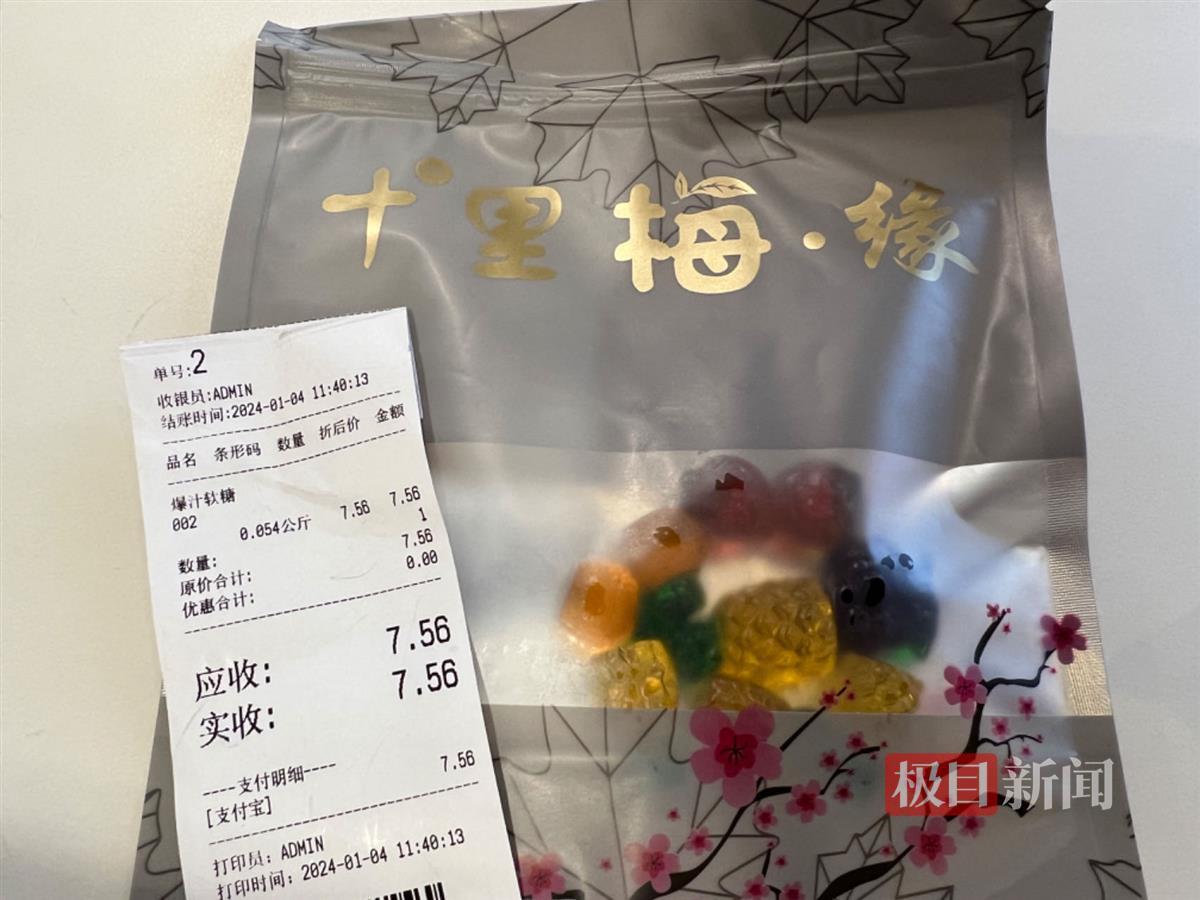 十里梅·缘
单号:2
收银员:ADMIN
结账时间:2024-01-04 11:40:13
品名 条形码 数量 折后价 金额
爆汁软糖
002 0.054公斤 7.56 7.56
数量: 1
原价合计: 7.56
优惠合计: 0.00
应收: 7.56
实收: 7.56
----支付明细----
[支付宝] 7.56
打印员: ADMIN
打印时间: 2024-01-04 11:40:13
极目新闻